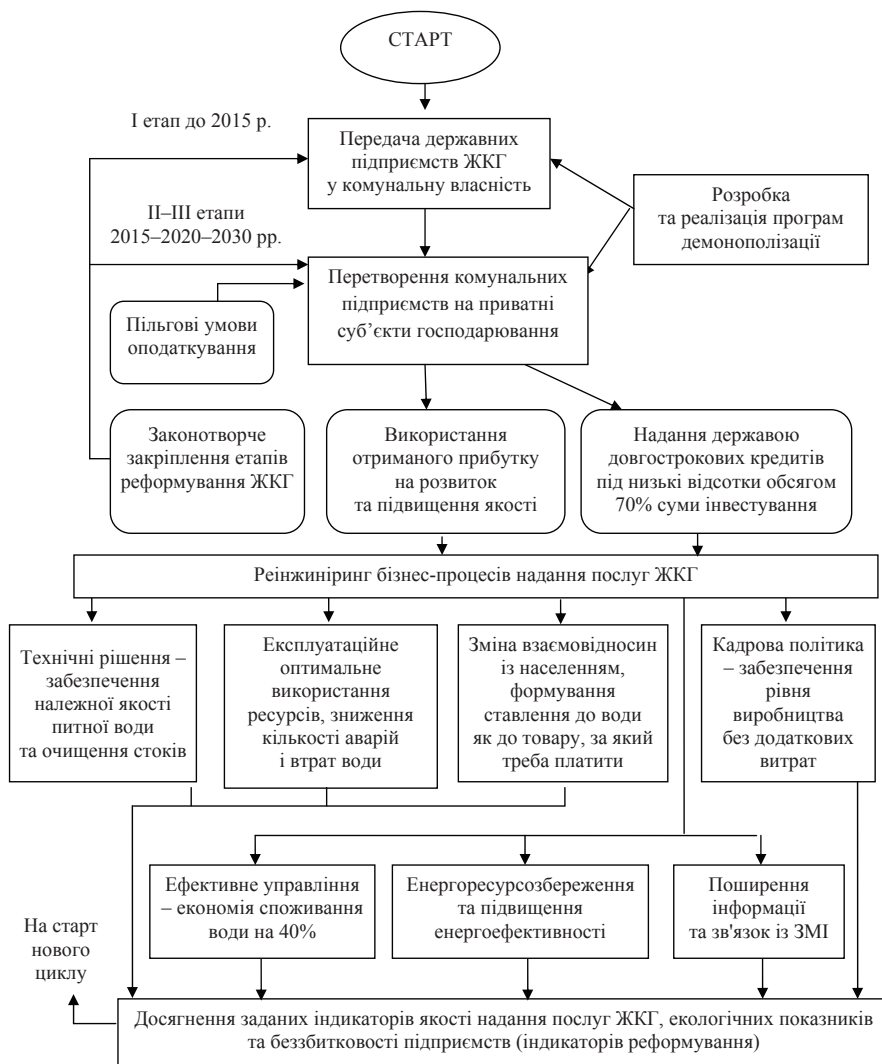 СТАРТ
І етап до 2015 р.
Передача державних
підприємств ЖКГ
у комунальну власність
Розробка
та реалізація програм
демонополізації
ІІ–ІІІ етапи
2015–2020–2030 рр.
Перетворення комунальних
підприємств на приватні
суб’єкти господарювання
Пільгові умови
оподаткування
Законотворче
закріплення етапів
реформування ЖКГ
Використання
отриманого прибутку
на розвиток
та підвищення якості
Надання державою
довгострокових кредитів
під низькі відсотки обсягом
70% суми інвестування
Реінжиніринг бізнес-процесів надання послуг ЖКГ
Технічні рішення –
забезпечення
належної якості
питної води
та очищення стоків
Експлуатаційне
оптимальне
використання
ресурсів, зниження
кількості аварій
і втрат води
Зміна взаємовідносин
із населенням,
формування
ставлення до води
як до товару, за який
треба платити
Кадрова політика
– забезпечення
рівня
виробництва
без додаткових
витрат
Ефективне управління
– економія споживання
води на 40%
Енергоресурсозбереження
та підвищення
енергоефективності
Поширення
інформації
та зв'язок із ЗМІ
На старт
нового
циклу
Досягнення заданих індикаторів якості надання послуг ЖКГ, екологічних показників
та беззбитковості підприємств (індикаторів реформування)